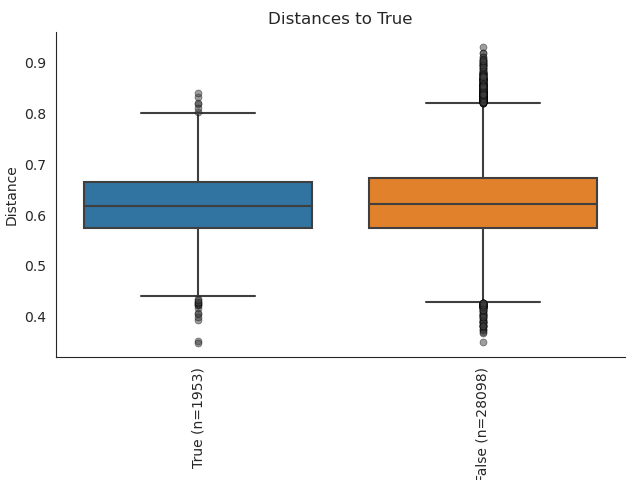 Distances to True
Distance
0.9
0.8
0.7
0.6
0.5
0.4
True (n=1953)
False (n=28098)